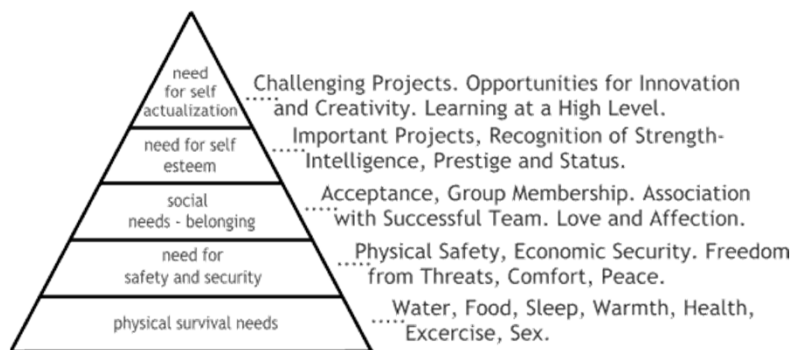 need
for self
actualization
Challenging Projects. Opportunities for Innovation
and Creativity. Learning at a High Level.
need for self
esteem
Important Projects, Recognition of Strength-
Intelligence, Prestige and Status.
social
needs - belonging
Acceptance, Group Membership. Association
with Successful Team. Love and Affection.
need for
safety and security
Physical Safety, Economic Security. Freedom
from Threats, Comfort, Peace.
physical survival needs
Water, Food, Sleep, Warmth, Health,
Excercise, Sex.